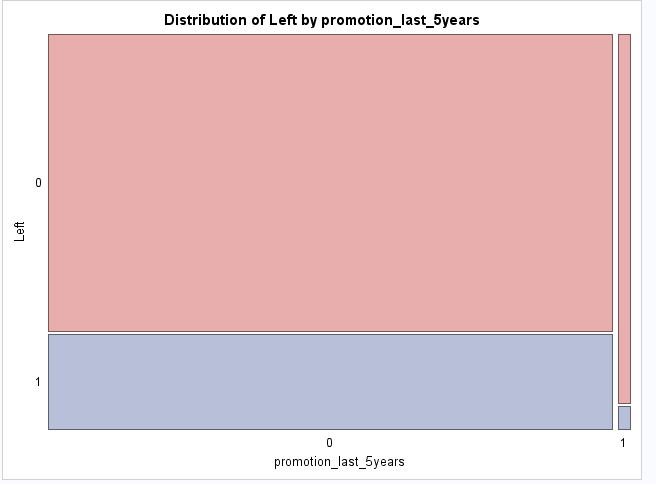 Distribution of Left by promotion_last_5years
0
Left
1
0
1
promotion_last_5years